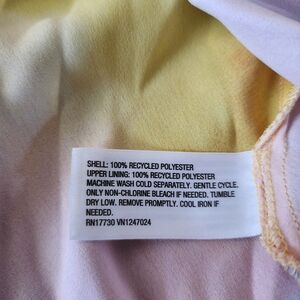 SHELL: 100% RECYCLED POLYESTER
UPPER LINING: 100% RECYCLED POLYESTER
MACHINE WASH COLD SEPARATELY. GENTLE CYCLE.
ONLY NON-CHLORINE BLEACH IF NEEDED. TUMBLE
DRY LOW. REMOVE PROMPTLY. COOL IRON IF
NEEDED.
RN17730 VN1247024